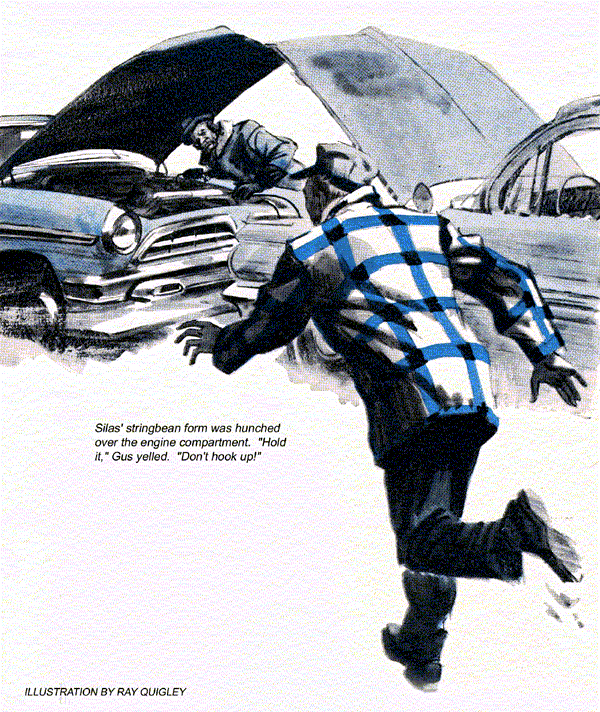 Silas' stringbean form was hunched
over the engine compartment.  "Hold
it," Gus yelled.  "Don't hook up!"
ILLUSTRATION BY RAY QUIGLEY